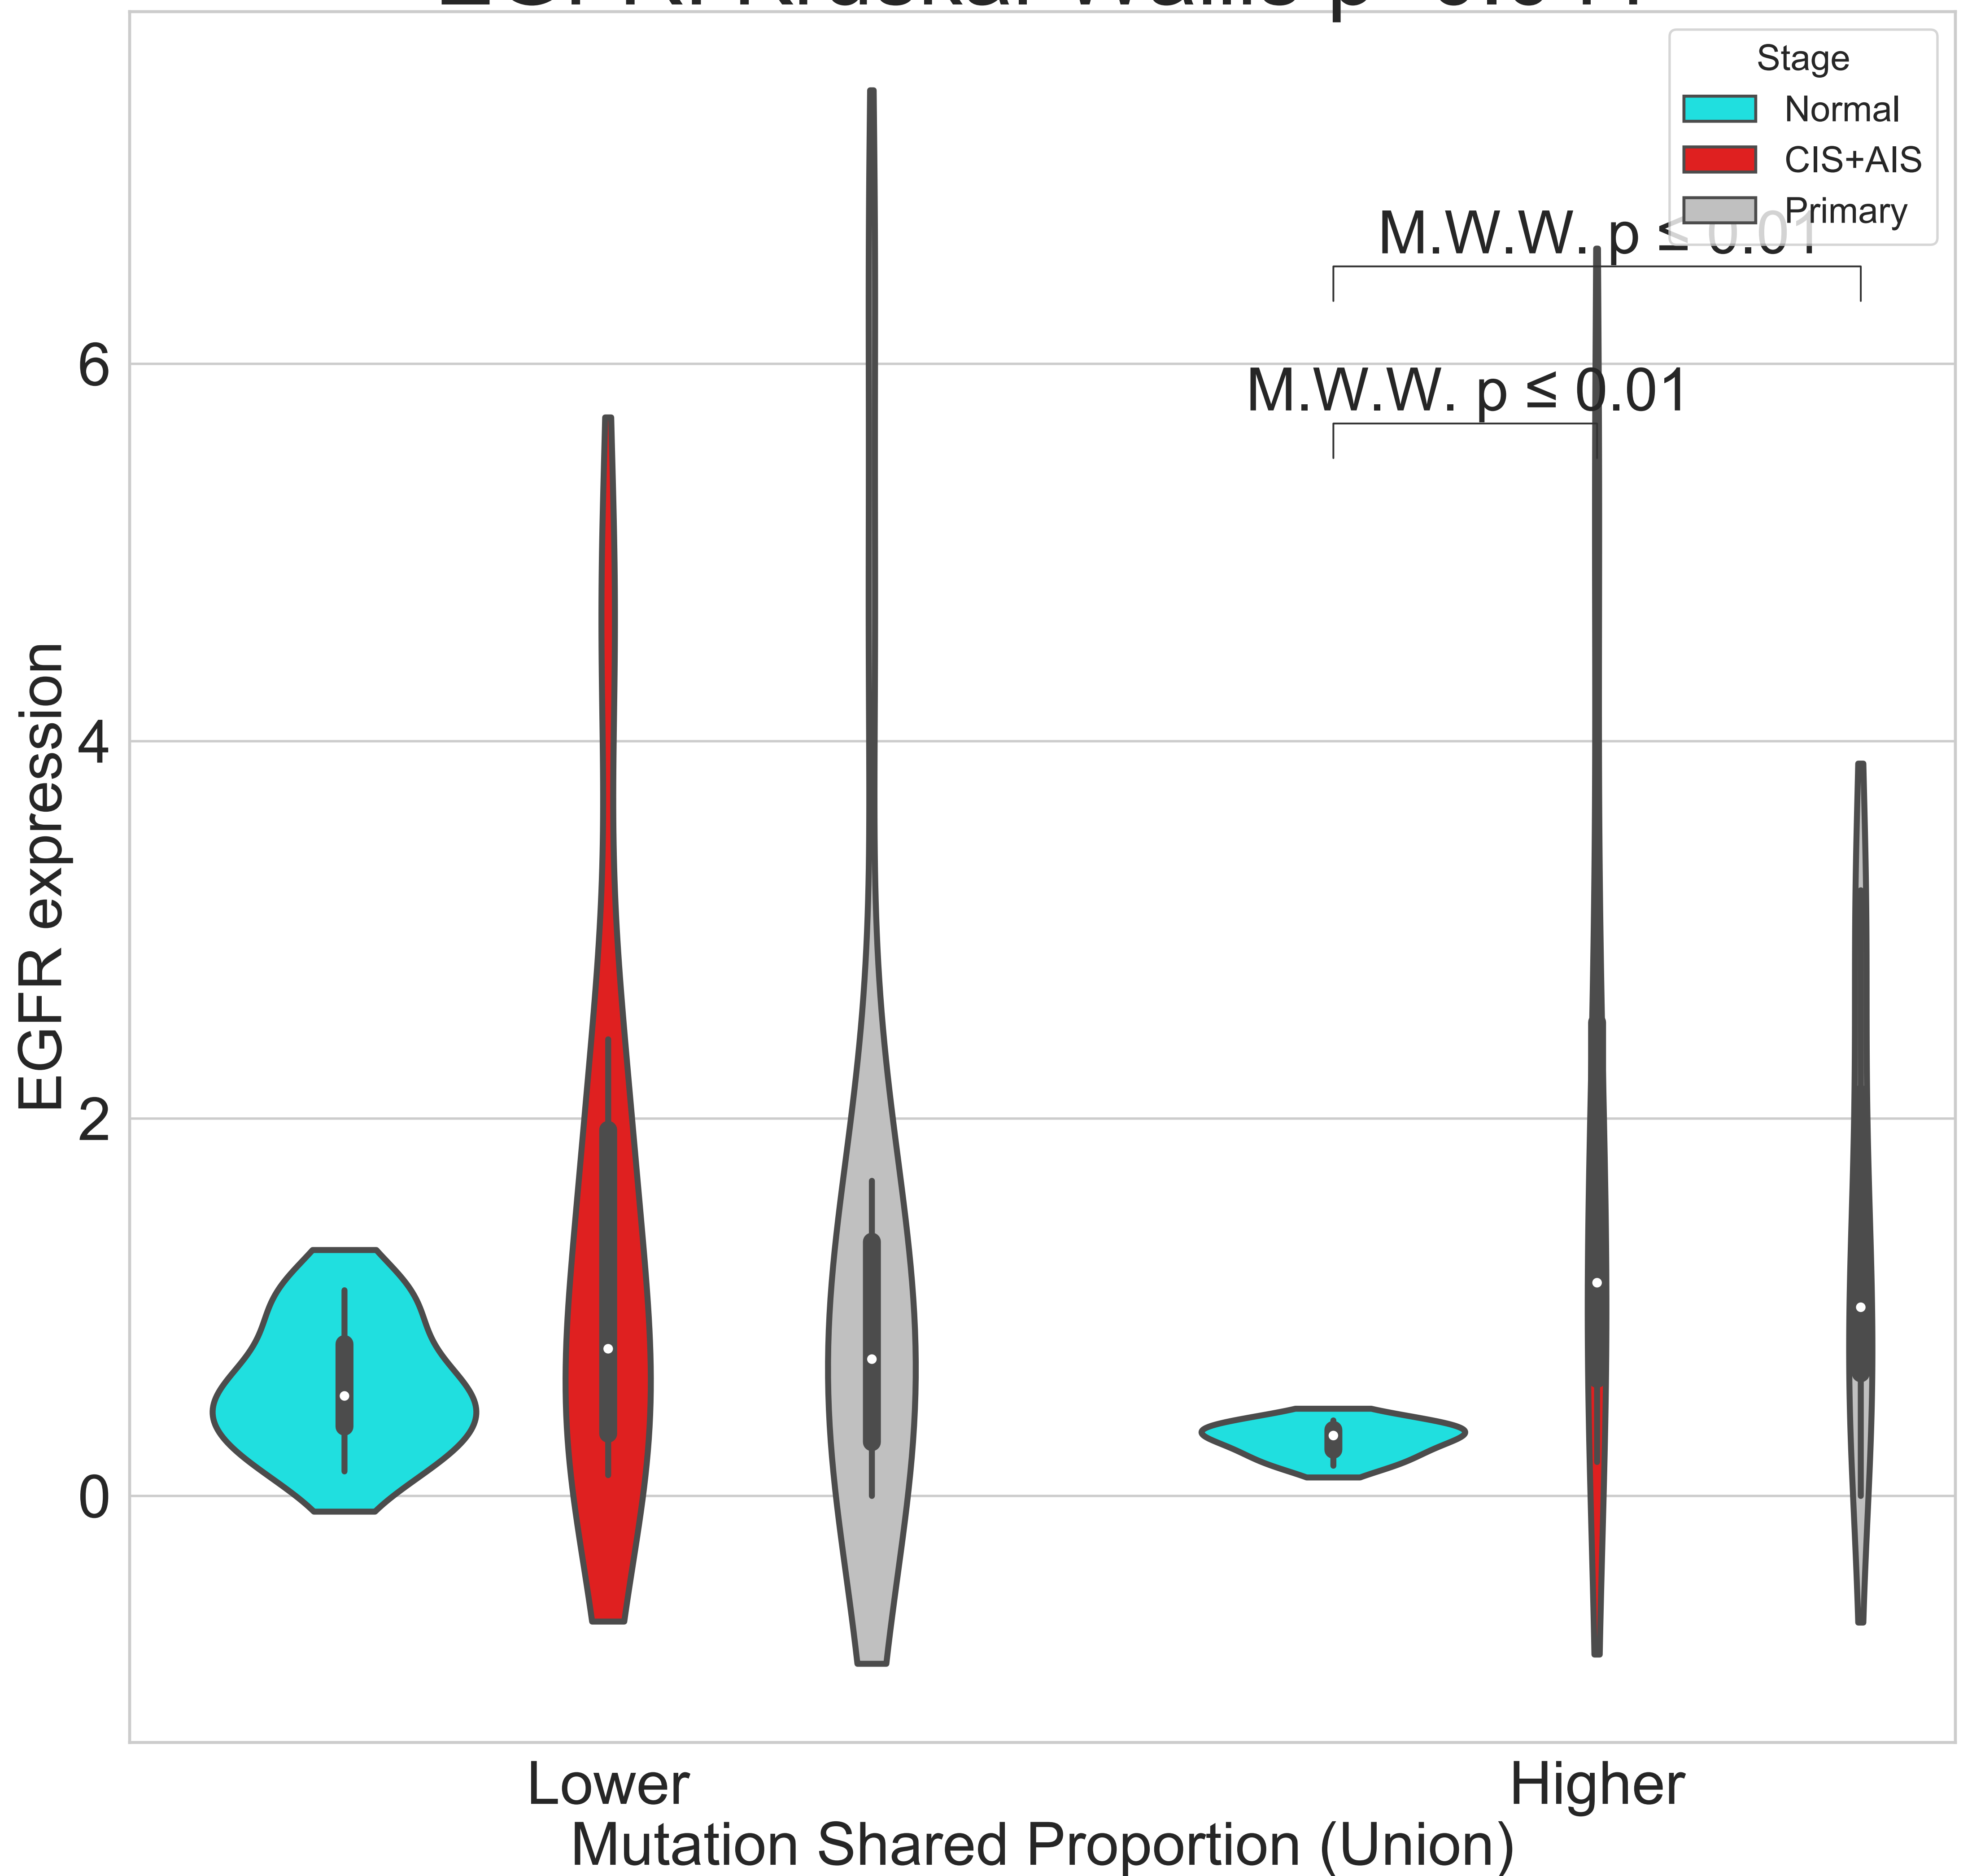 Stage
Normal
CIS+AIS
Primary
M.W.W. p ≤ 0.01
M.W.W. p ≤ 0.01
6
4
2
0
EGFR expression
Lower
Higher
Mutation Shared Proportion (Union)